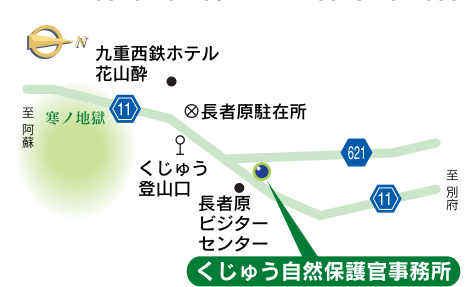 N
九重西鉄ホテル
花山酔
至
阿蘇
寒ノ地獄
11
長者原駐在所
621
くじゅう
登山口
至
別府
長者原
ビジター
センター
11
くじゅう自然保護官事務所